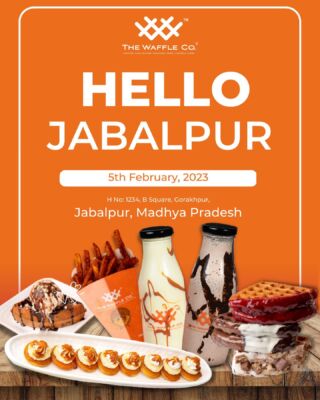 THE WAFFLE CO.
HELLO
JABALPUR
5th February, 2023
H No: 1234, B Square, Gorakhpur,
Jabalpur, Madhya Pradesh